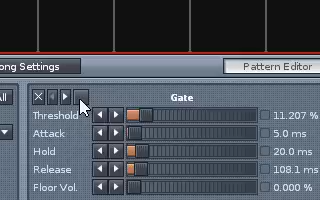 ong Settings
Pattern Editor
All
Gate
Threshold 11.207 %
Attack 5.0 ms
Hold 20.0 ms
Release 108.1 ms
Floor Vol. 0.000 %